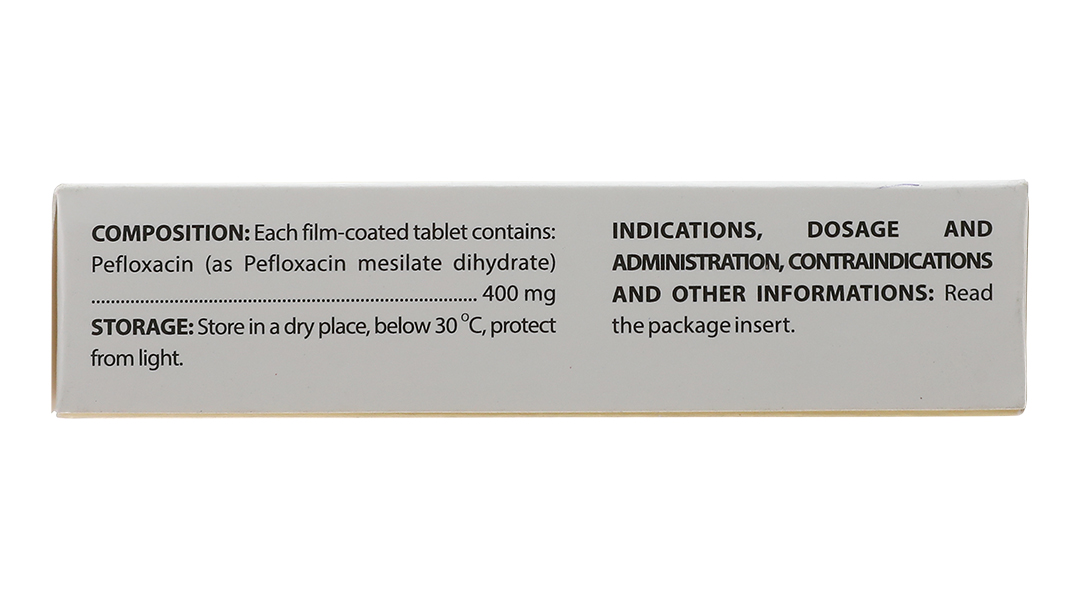 COMPOSITION: Each film-coated tablet contains:
Pefloxacin (as Pefloxacin mesilate dihydrate)
................................................................................ 400 mg
STORAGE: Store in a dry place, below 30 °C, protect
from light.
INDICATIONS, DOSAGE AND
ADMINISTRATION, CONTRAINDICATIONS
AND OTHER INFORMATIONS: Read
the package insert.